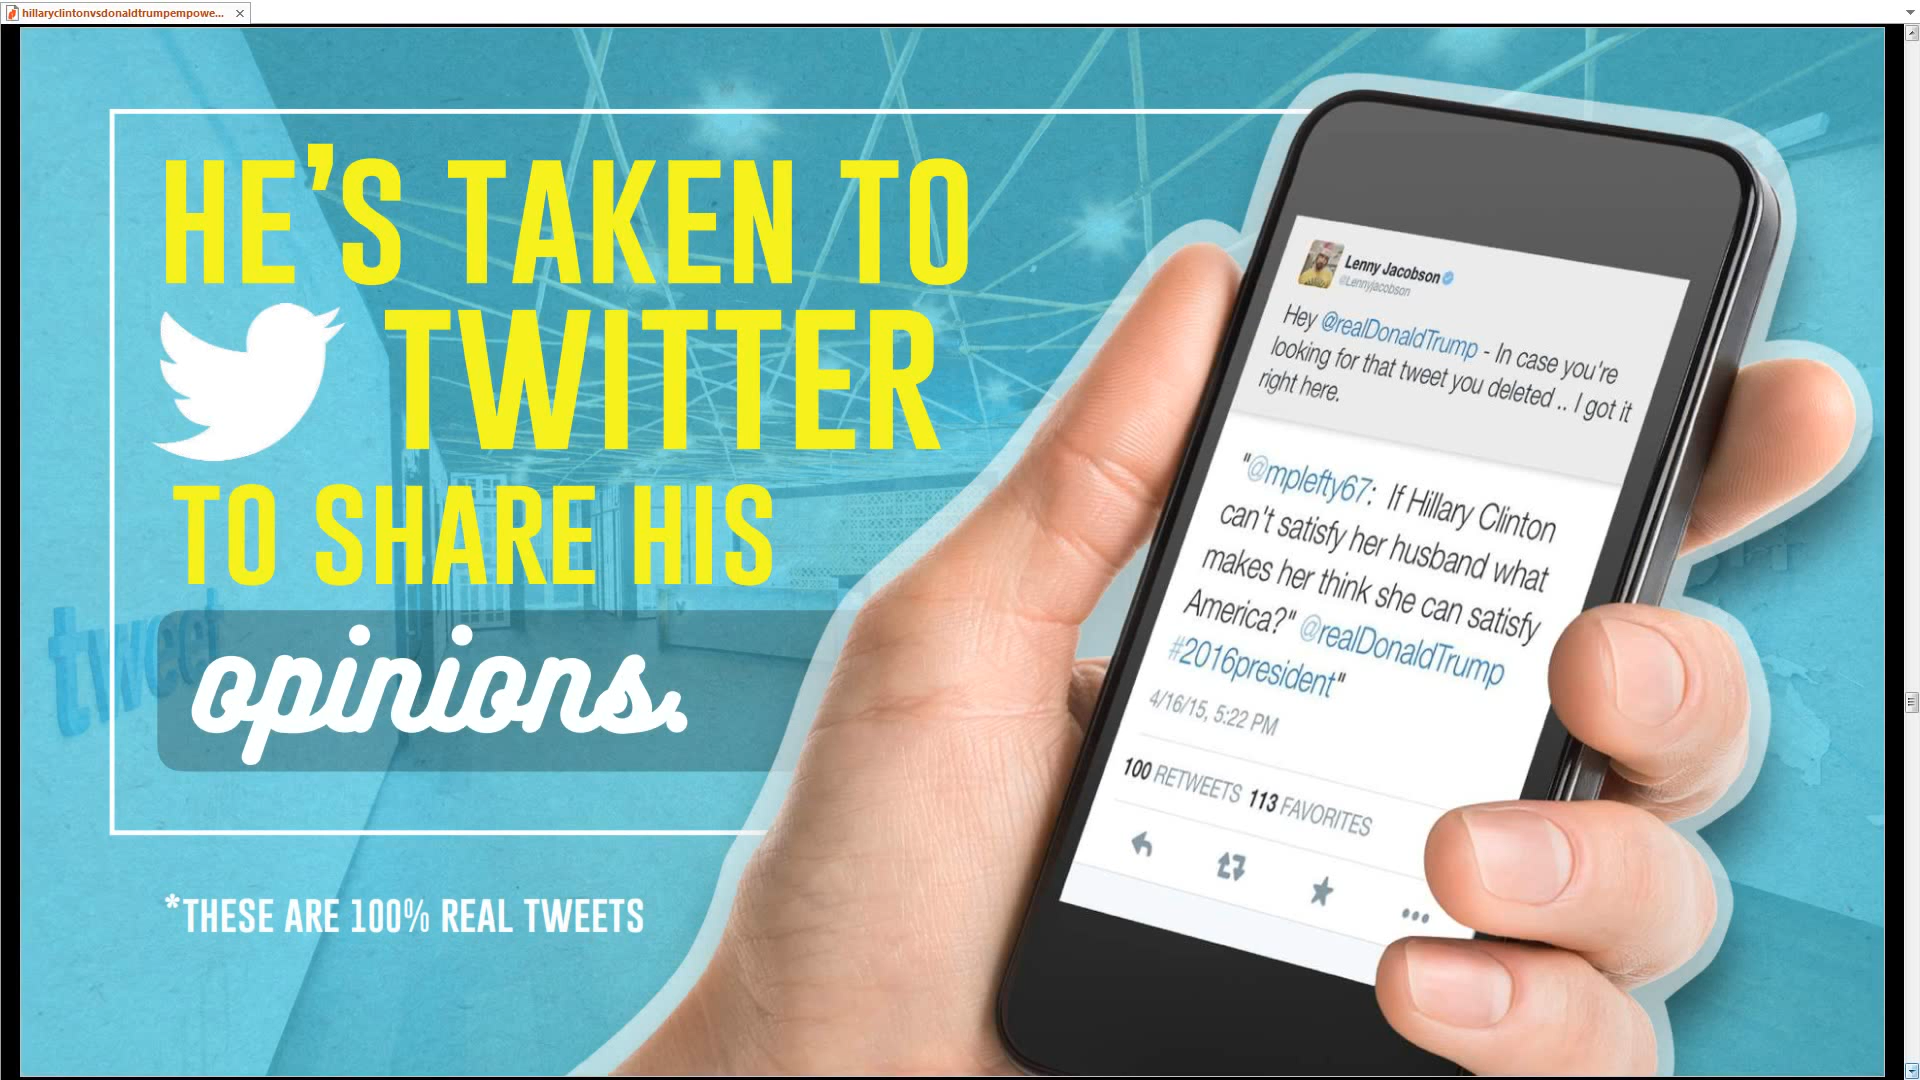 hillaryclintonvsdonaldtrumpempowe...
HE'S TAKEN TO
TWITTER
TO SHARE HIS
opinions.
*THESE ARE 100% REAL TWEETS
tweet
Lenny Jacobson
@Lennyjacobson
Hey @realDonaldTrump - In case you're
looking for that tweet you deleted .. I got it
right here.
"@mplefty67: If Hillary Clinton
can't satisfy her husband what
makes her think she can satisfy
America?" @realDonaldTrump
#2016president"
4/16/15, 5:22 PM
100 RETWEETS 113 FAVORITES